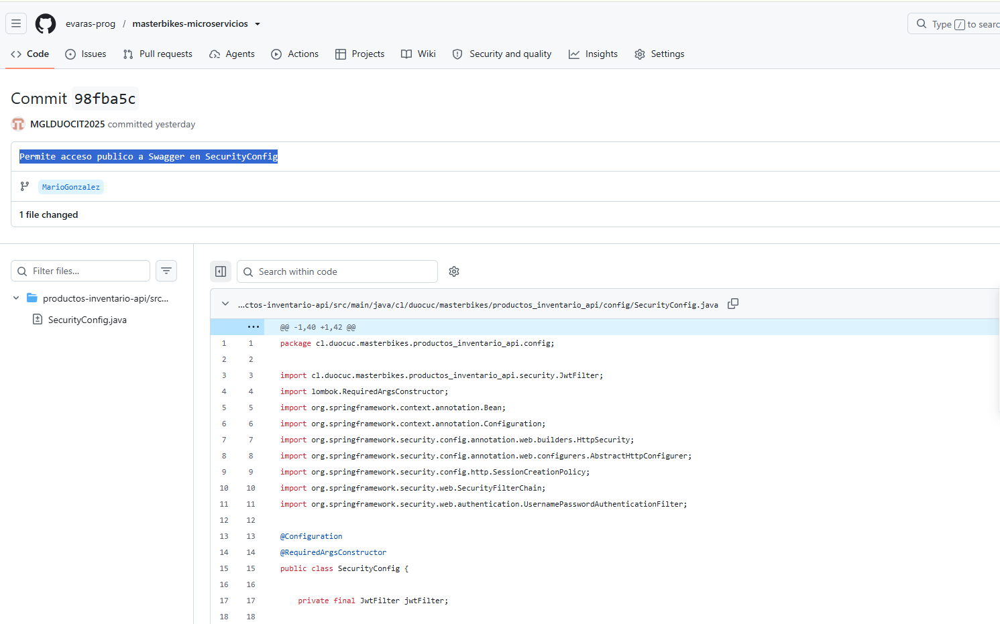 evaras-prog / masterbikes-microservicios
Type / to searc
Code Issues Pull requests Agents Actions Projects Wiki Security and quality Insights Settings
Commit 98fba5c
MGLDUOCIT2025 committed yesterday
Permite acceso publico a Swagger en SecurityConfig
MarioGonzalez
1 file changed
Filter files...
productos-inventario-api/src...
SecurityConfig.java
Search within code
...ctos-inventario-api/src/main/java/cl/duocuc/masterbikes/productos_inventario_api/config/SecurityConfig.java
@@ -1,40 +1,42 @@
1 1 package cl.duocuc.masterbikes.productos_inventario_api.config;
2 2
3 3 import cl.duocuc.masterbikes.productos_inventario_api.security.JwtFilter;
4 4 import lombok.RequiredArgsConstructor;
5 5 import org.springframework.context.annotation.Bean;
6 6 import org.springframework.context.annotation.Configuration;
7 7 import org.springframework.security.config.annotation.web.builders.HttpSecurity;
8 8 import org.springframework.security.config.annotation.web.configurers.AbstractHttpConfigurer;
9 9 import org.springframework.security.config.http.SessionCreationPolicy;
10 10 import org.springframework.security.web.SecurityFilterChain;
11 11 import org.springframework.security.web.authentication.UsernamePasswordAuthenticationFilter;
12 12
13 13 @Configuration
14 14 @RequiredArgsConstructor
15 15 public class SecurityConfig {
16 16
17 17 private final JwtFilter jwtFilter;
18 18